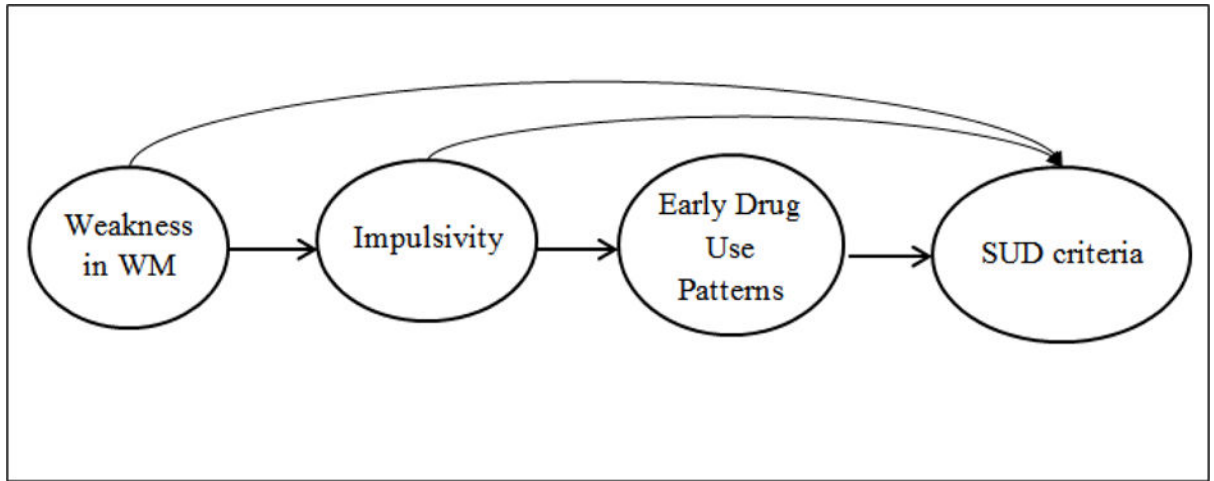 Weakness
in WM
Impulsivity
Early Drug
Use
Patterns
SUD criteria